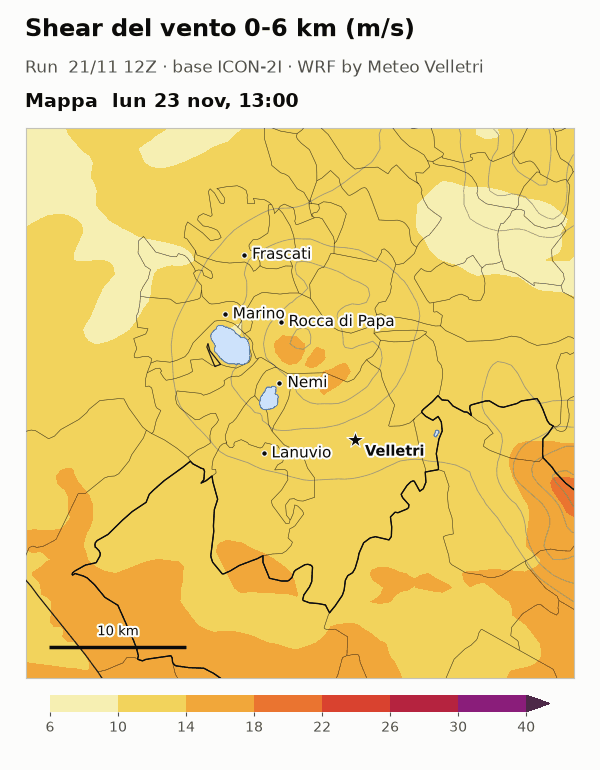 Shear del vento 0-6 km (m/s)
Run  21/11 12Z · base ICON-2I · WRF by Meteo Velletri
Mappa  lun 23 nov, 13:00
Frascati
Marino
Rocca di Papa
Nemi
Velletri
Lanuvio
10 km
6 10 14 18 22 26 30 40